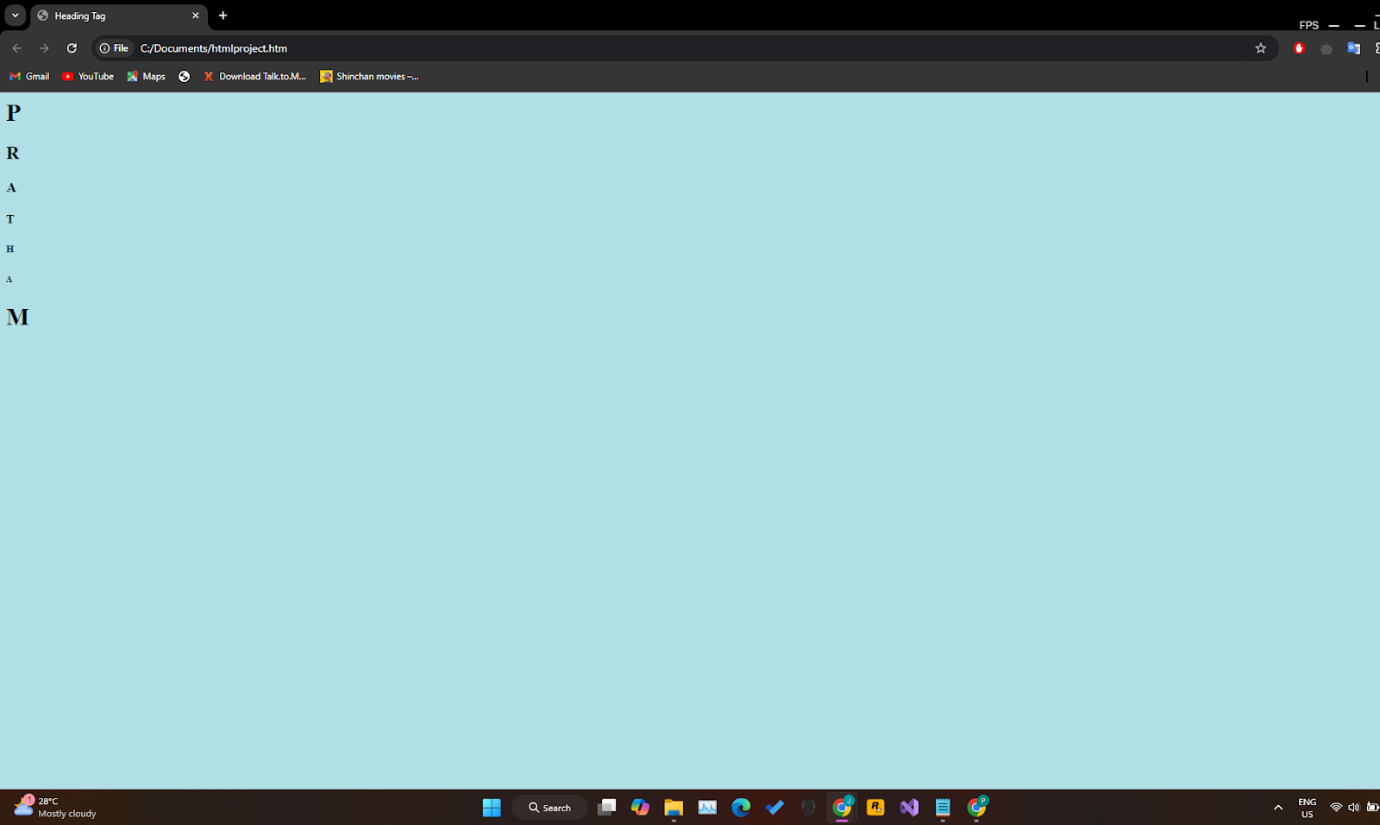 Heading Tag
FPS
File C:/Documents/htmlproject.htm
Gmail YouTube Maps Download Talk.to.M... Shinchan movies –...
P
R
A
T
H
A
M
1 28°C
Mostly cloudy
Search
J
R
P
ENG
US